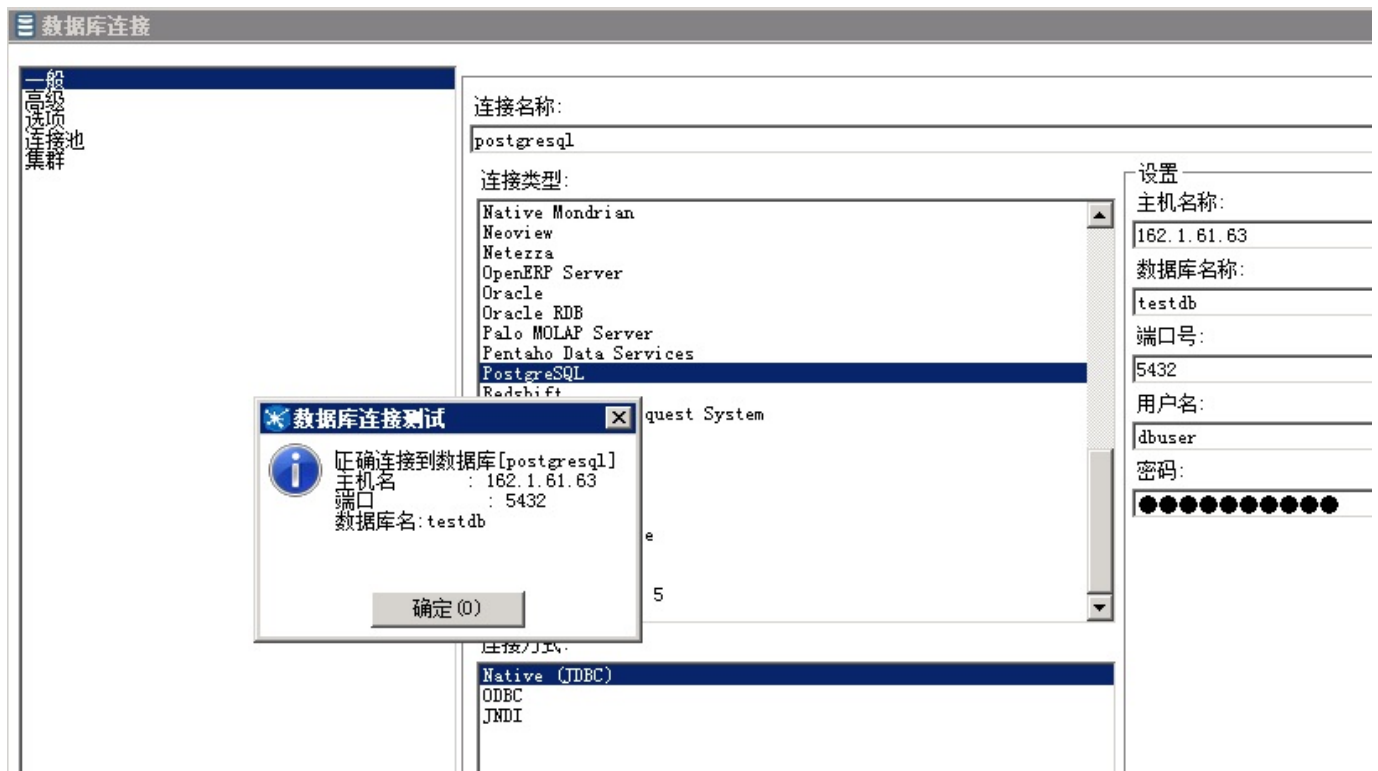 数据库连接
一般
高级
选项
连接池
集群
连接名称:
postgresql
连接类型:
Native Mondrian
Neoview
Netezza
OpenERP Server
Oracle
Oracle RDB
Palo MOLAP Server
Pentaho Data Services
PostgreSQL
Redshift
quest System
e
5
数据库连接测试
正确连接到数据库[postgresql]
主机名 : 162.1.61.63
端口 : 5432
数据库名:testdb
确定(O)
连接方式:
Native (JDBC)
ODBC
JNDI
设置
主机名称:
162.1.61.63
数据库名称:
testdb
端口号:
5432
用户名:
dbuser
密码:
●●●●●●●●●●